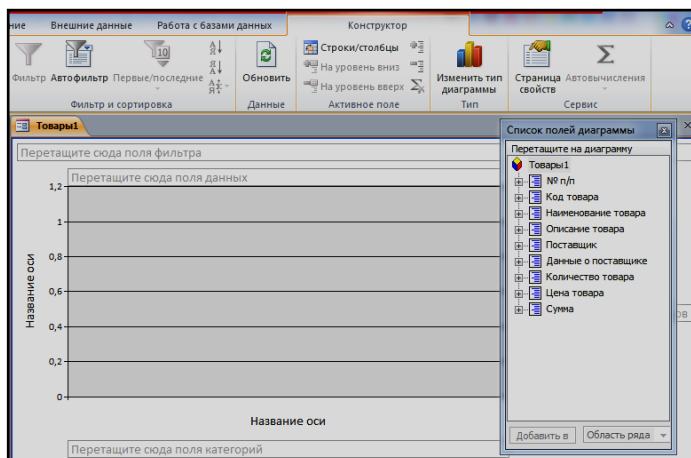 ние Внешние данные Работа с базами данных Конструктор
Фильтр Автофильтр Первые/последние
Обновить
Строки/столбцы
На уровень вниз
На уровень вверх
Изменить тип
диаграммы
Страница
свойств
Автовычисления
Фильтр и сортировка Данные Активное поле Тип Сервис
Товары1
Перетащите сюда поля фильтра
Перетащите сюда поля данных
1,2
1
0,8
0,6
0,4
0,2
0
Название оси
Название оси
Перетащите сюда поля категорий
Список полей диаграммы
Перетащите на диаграмму
Товары1
№ п/п
Код товара
Наименование товара
Описание товара
Поставщик
Данные о поставщике
Количество товара
Цена товара
Сумма
Добавить в Область ряда
ов